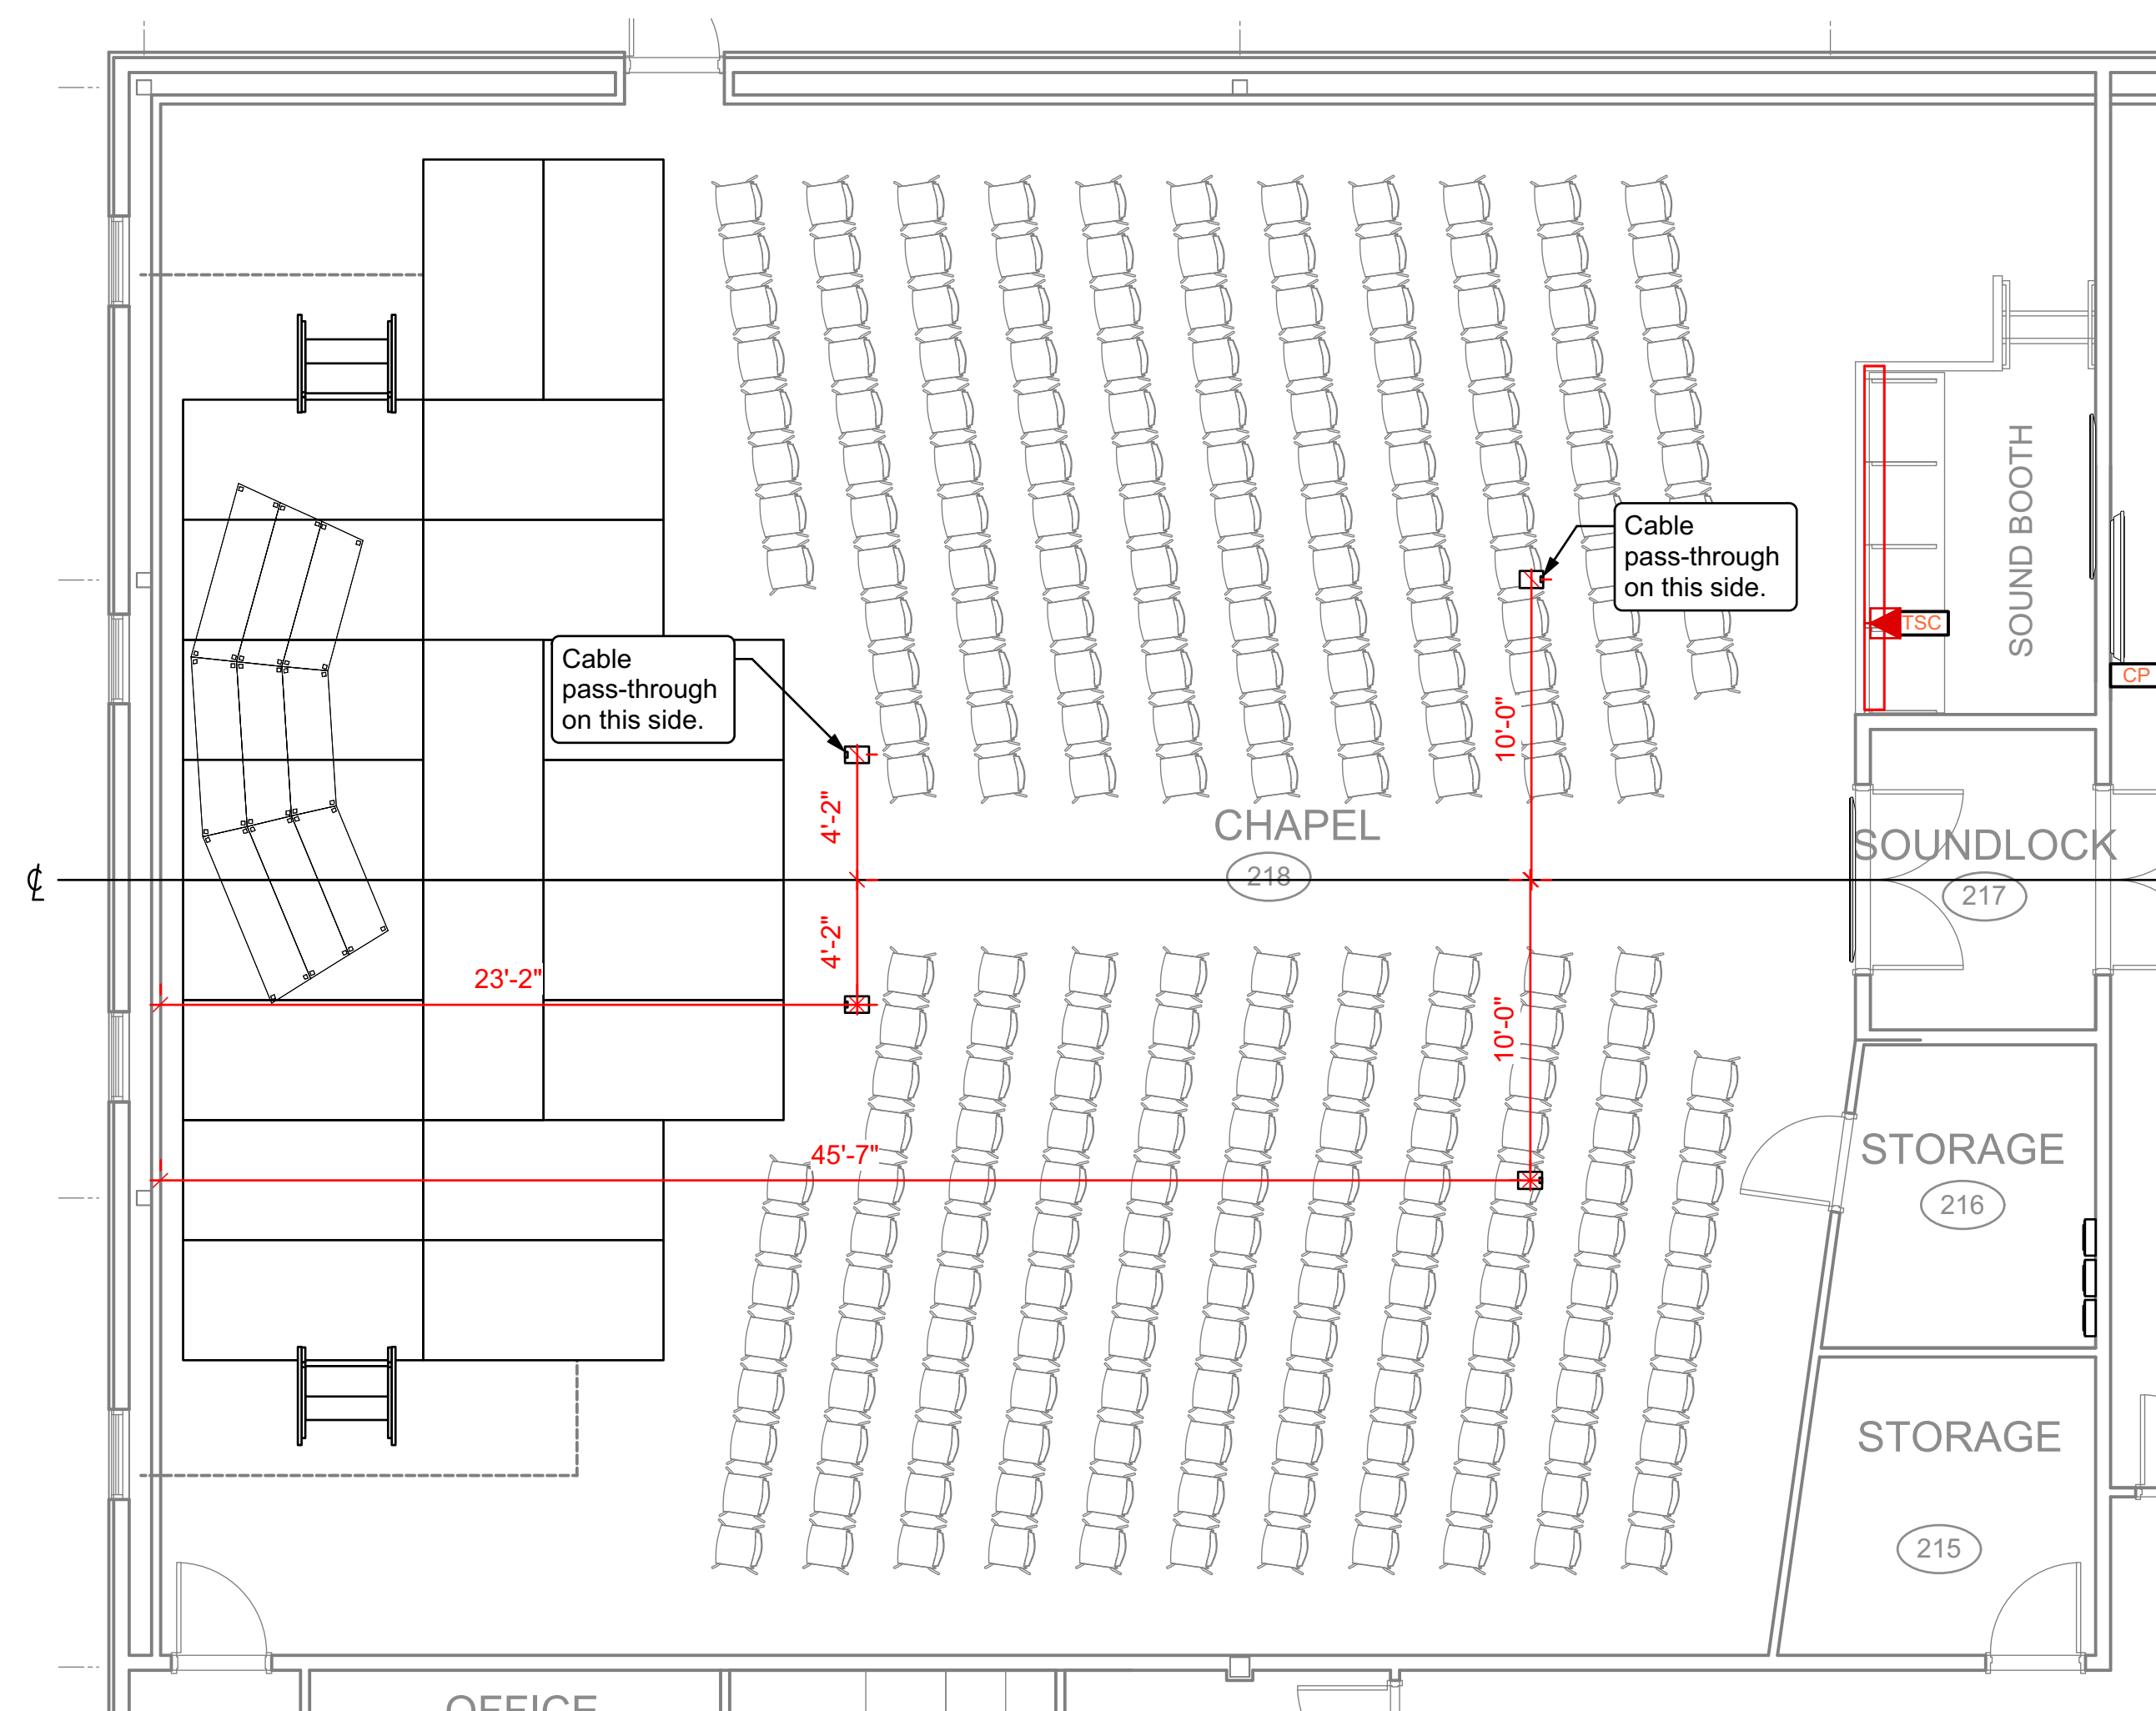 Cable
pass-through
on this side.
SOUND BOOTH
TSC
Cable
pass-through
on this side.
CP
10'-0"
4'-2"
CHAPEL
218
SOUNDLOCK
217
℄
4'-2"
23'-2"
10'-0"
45'-7"
STORAGE
216
STORAGE
215
OFFICE